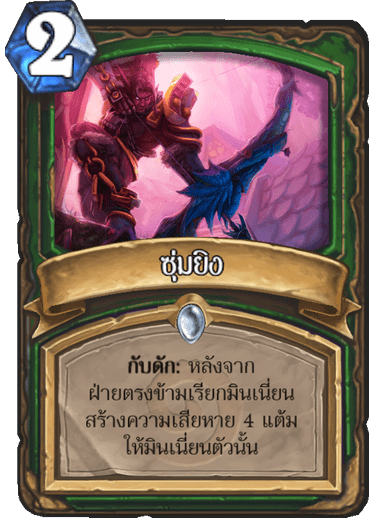 2
ซุ่มยิง
กับดัก: หลังจาก
ฝ่ายตรงข้ามเรียกมินเนี่ยน
สร้างความเสียหาย 4 แต้ม
ให้มินเนี่ยนตัวนั้น